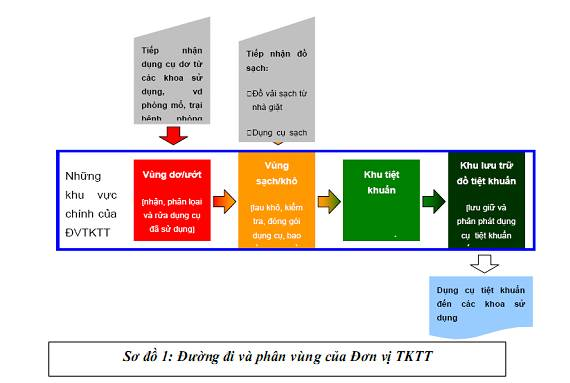 Tiếp nhận
dụng cụ dơ từ
các khoa sử
dụng, vd
phòng mổ, trại
bệnh phòng
Tiếp nhận đồ
sạch:
Đồ vải sạch từ
nhà giặt
Dụng cụ sạch
Những
khu vực
chính của
ĐVTKTT
Vùng dơ/ướt
(nhận, phân loại
và rửa dụng cụ
đã sử dụng)
Vùng
sạch/khô
(lau khô, kiểm
tra, đóng gói
dụng cụ, bao
Khu tiệt
khuẩn
Khu lưu trữ
đồ tiệt khuẩn
(lưu giữ và
phân phát dụng
cụ tiệt khuẩn
Dụng cụ tiệt khuẩn
đến các khoa sử
dụng
Sơ đồ 1: Đường đi và phân vùng của Đơn vị TKTT